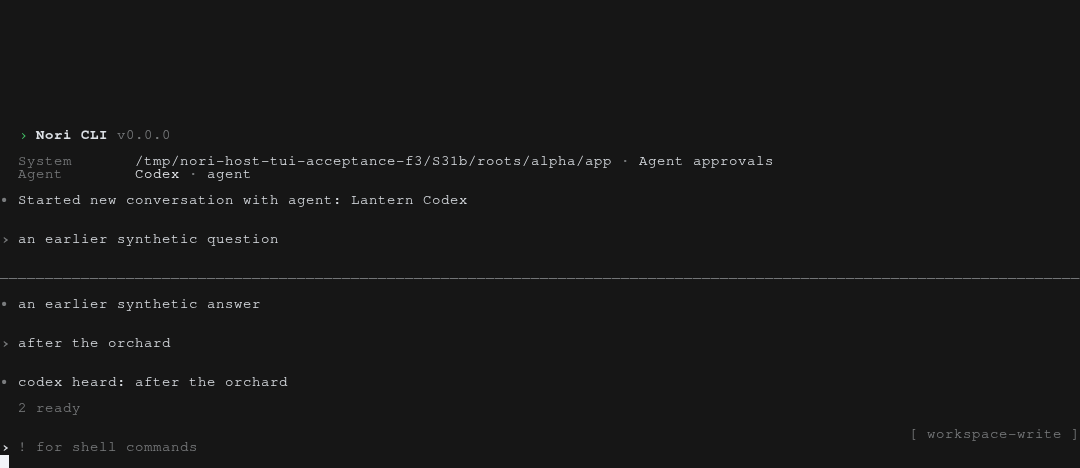 › Nori CLI v0.0.0
System /tmp/nori-host-tui-acceptance-f3/S31b/roots/alpha/app · Agent approvals
Agent Codex · agent
• Started new conversation with agent: Lantern Codex
› an earlier synthetic question
• an earlier synthetic answer
› after the orchard
• codex heard: after the orchard
2 ready
[ workspace-write ]
› ! for shell commands